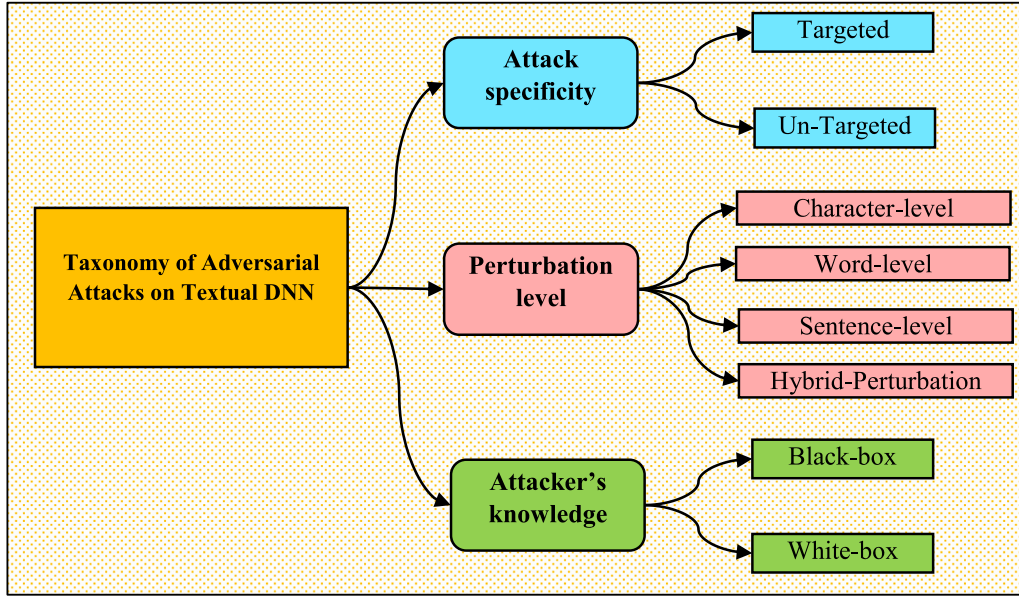 Taxonomy of Adversarial
Attacks on Textual DNN
Attack
specificity
Targeted
Un-Targeted
Perturbation
level
Character-level
Word-level
Sentence-level
Hybrid-Perturbation
Attacker’s
knowledge
Black-box
White-box